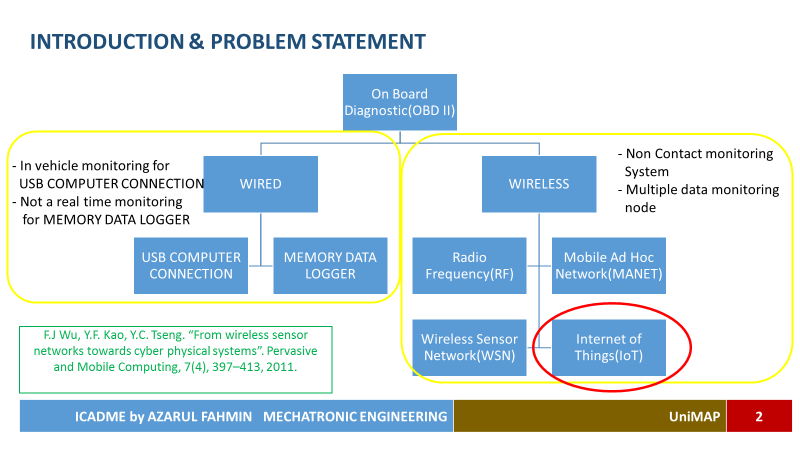 INTRODUCTION & PROBLEM STATEMENT
On Board
Diagnostic(OBD II)
- In vehicle monitoring for
USB COMPUTER CONNECTION
- Not a real time monitoring
for MEMORY DATA LOGGER
WIRED
WIRELESS
- Non Contact monitoring
System
- Multiple data monitoring
node
USB COMPUTER
CONNECTION
MEMORY DATA
LOGGER
Radio
Frequency(RF)
Mobile Ad Hoc
Network(MANET)
Wireless Sensor
Network(WSN)
Internet of
Things(IoT)
F.J Wu, Y.F. Kao, Y.C. Tseng. “From wireless sensor
networks towards cyber physical systems”. Pervasive
and Mobile Computing, 7(4), 397–413, 2011.
ICADME by AZARUL FAHMIN MECHATRONIC ENGINEERING
UniMAP
2